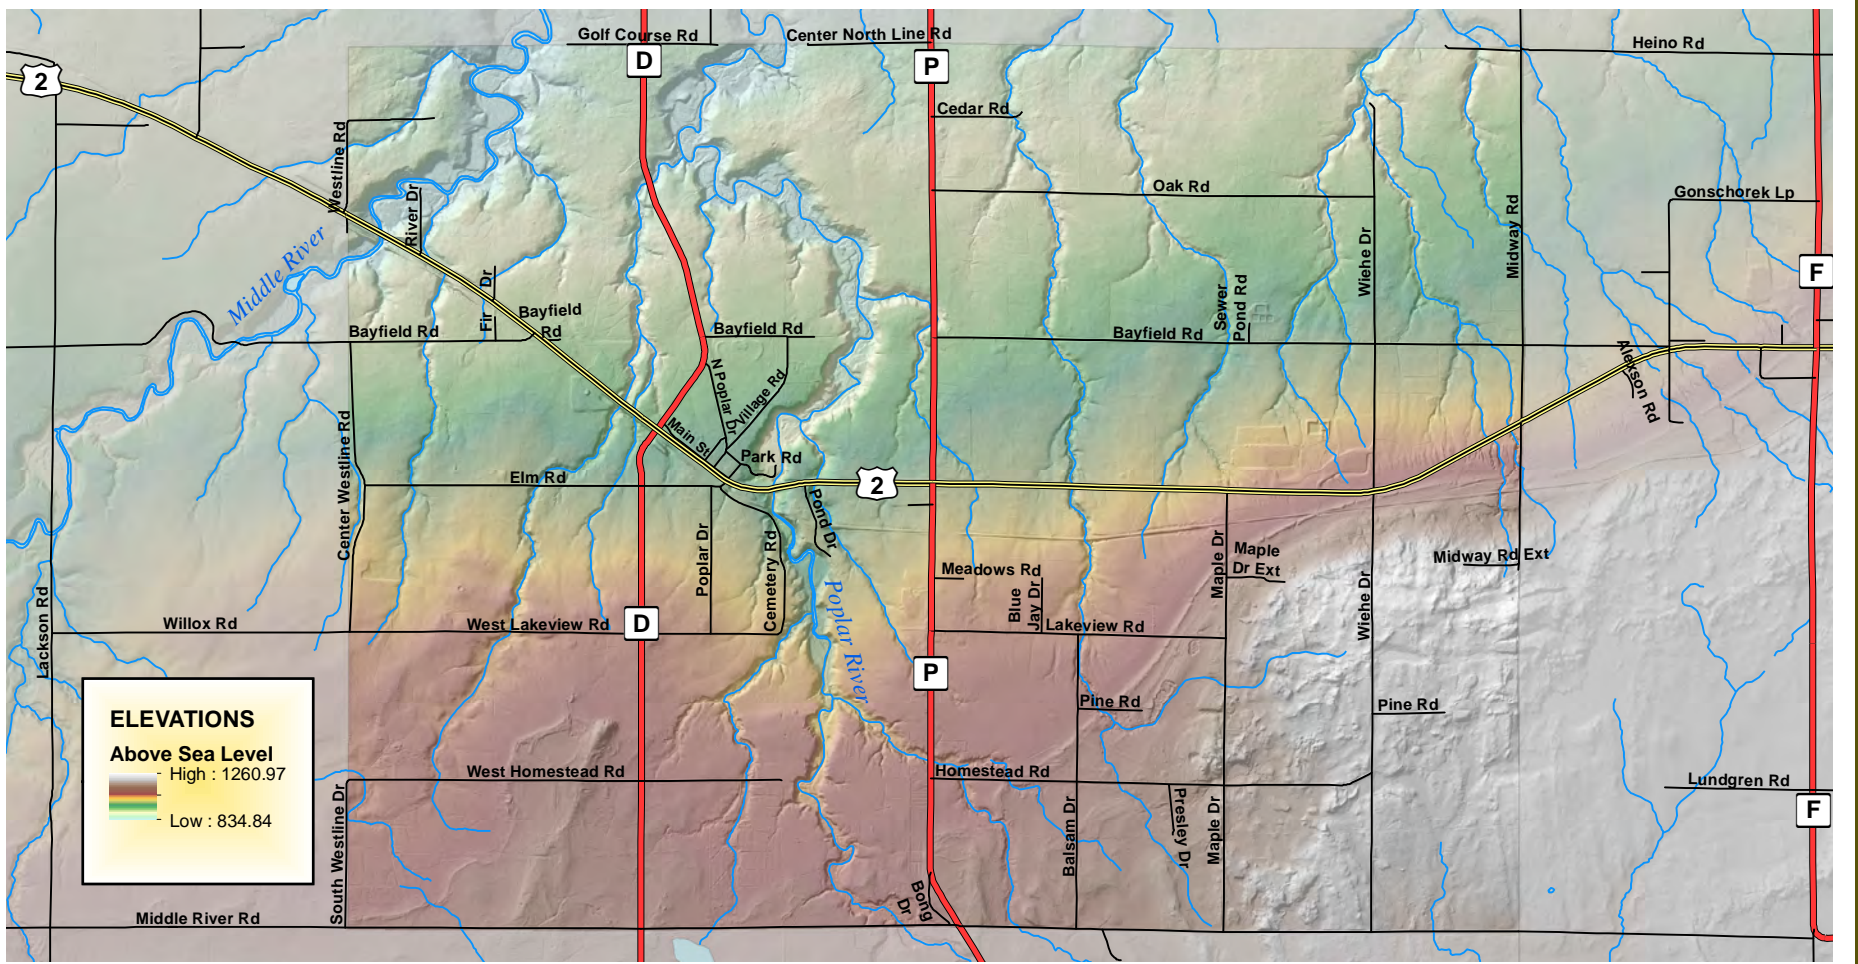 Golf Course Rd
Center North Line Rd
Heino Rd
D
P
2
Cedar Rd
Westline Rd
River Dr
Oak Rd
Gonschorek Lp
Midway Rd
Wiehe Dr
Middle River
Fir Dr
Bayfield
Rd
Bayfield Rd
Bayfield Rd
Sewer
Pond Rd
Bayfield Rd
F
N Poplar Dr
Village Rd
Main St
Park Rd
Alexson Rd
Center Westline Rd
Elm Rd
2
Pond Dr
Poplar Dr
Cemetery Rd
Poplar River
Meadows Rd
Blue
Jay Dr
Maple Dr
Maple
Dr Ext
Midway Rd Ext
Wiehe Dr
Lackson Rd
Willox Rd
West Lakeview Rd
D
Lakeview Rd
P
Pine Rd
Pine Rd
ELEVATIONS
Above Sea Level
High : 1260.97
Low : 834.84
West Homestead Rd
Homestead Rd
Lundgren Rd
F
South Westline Dr
Balsam Dr
Presley Dr
Maple Dr
Bong
Dr
Middle River Rd